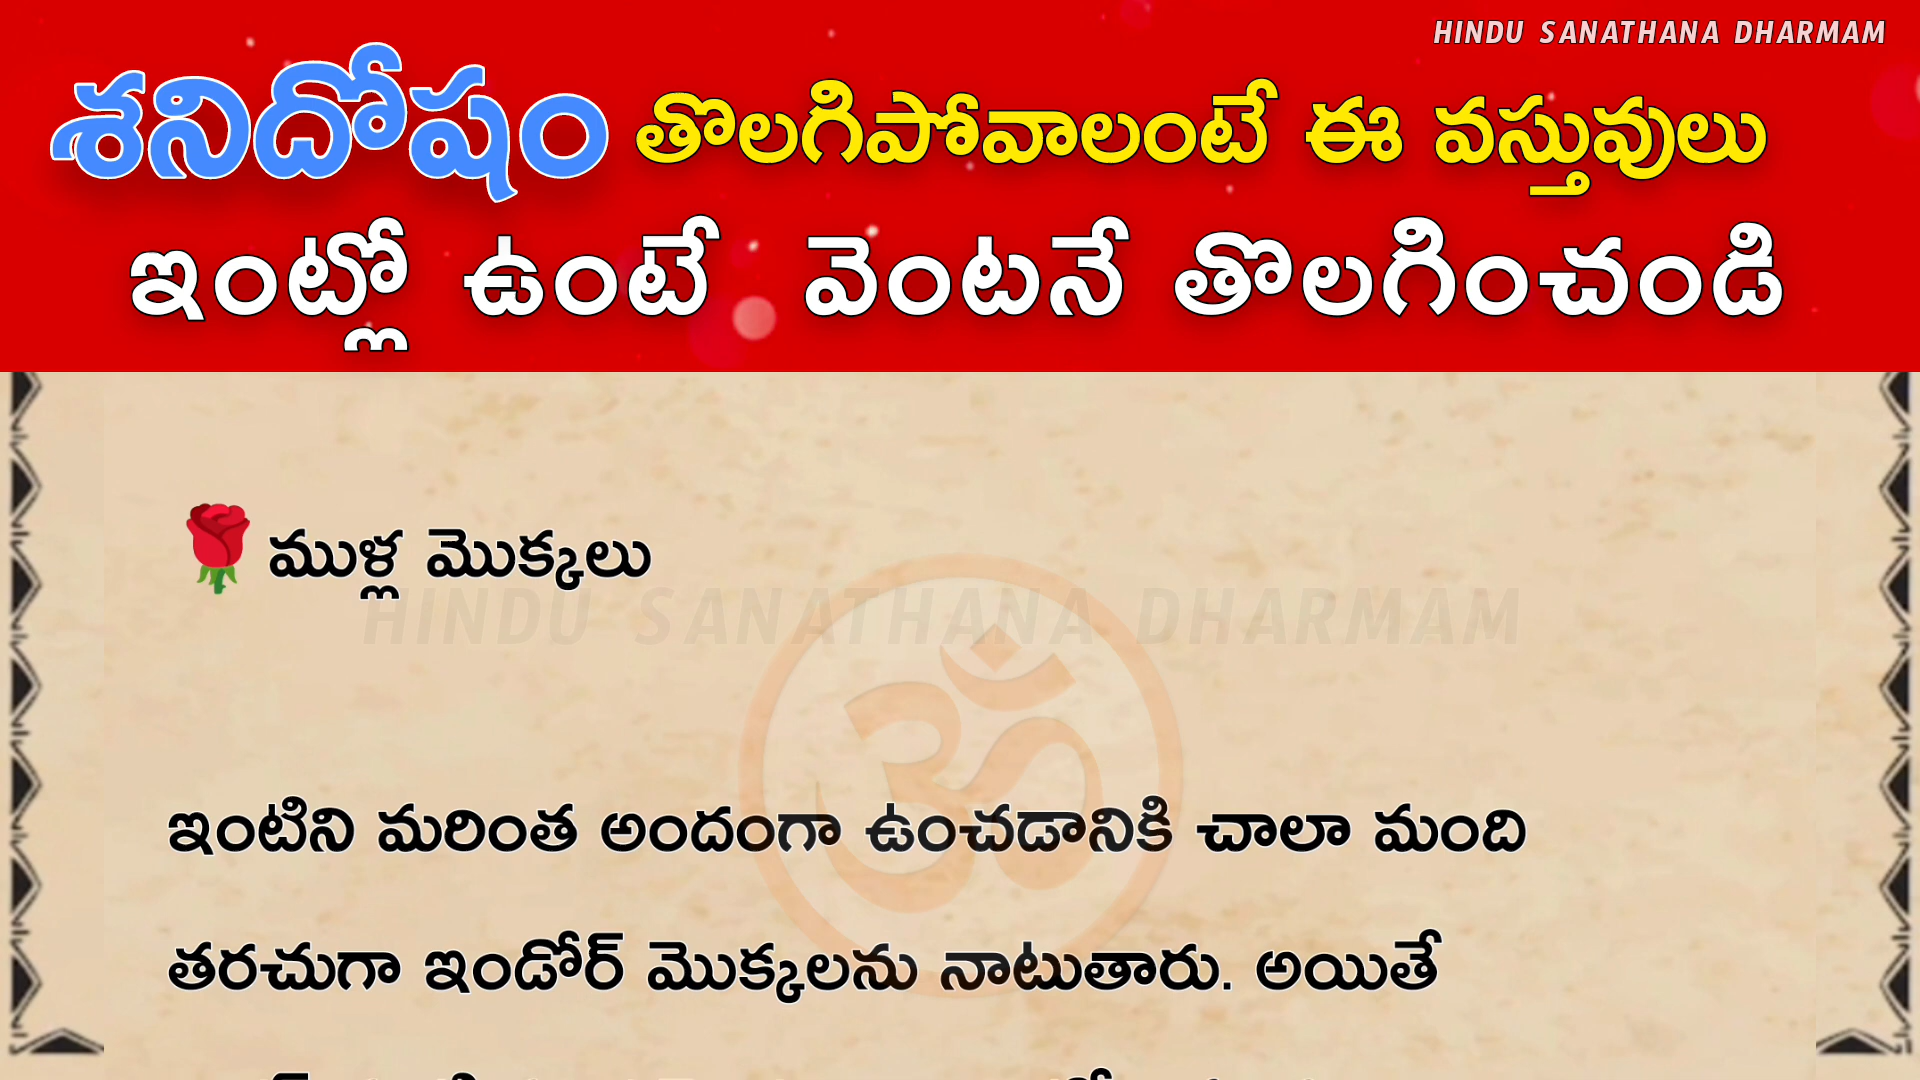 HINDU SANATHANA DHARMAM
శనిదోషం తొలగిపోవాలంటే ఈ వస్తువులు
ఇంట్లో ఉంటే వెంటనే తొలగించండి
🌹ముళ్ల మొక్కలు
HINDU SANATHANA DHARMAM
ఇంటిని మరింత అందంగా ఉంచడానికి చాలా మంది
తరచుగా ఇండోర్ మొక్కలను నాటుతారు. అయితే